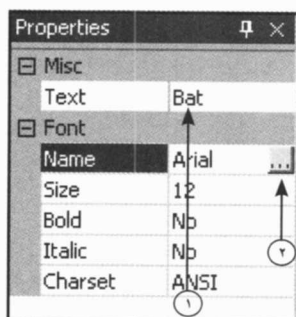 Properties
Misc
Text Bat
Font
Name Arial ...
Size 12
Bold No
Italic No
Charset ANSI
١
٢